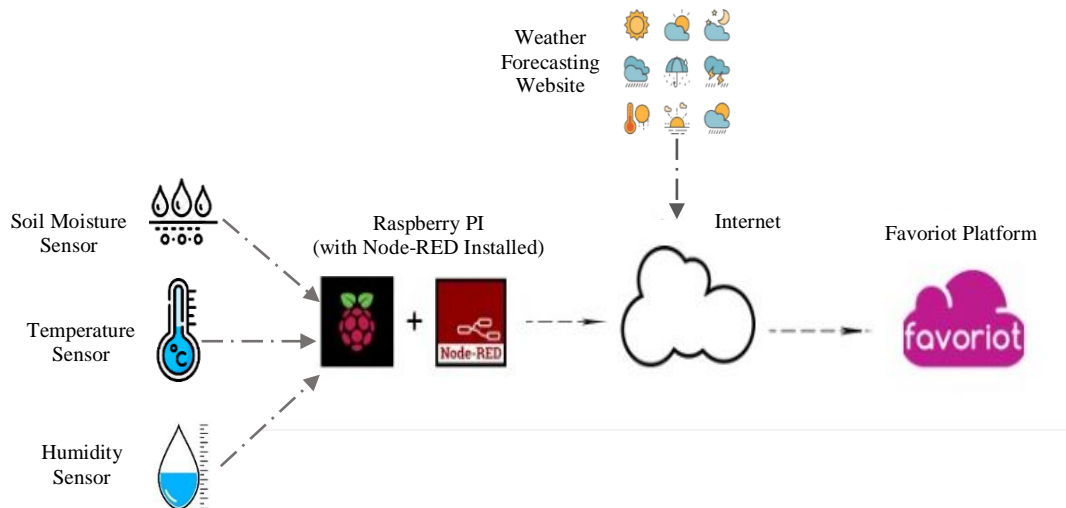 Weather
Forecasting
Website
Soil Moisture
Sensor
Raspberry PI
(with Node-RED Installed)
Internet
Favoriot Platform
Temperature
Sensor
°C
+
Node-RED
favoriot
Humidity
Sensor